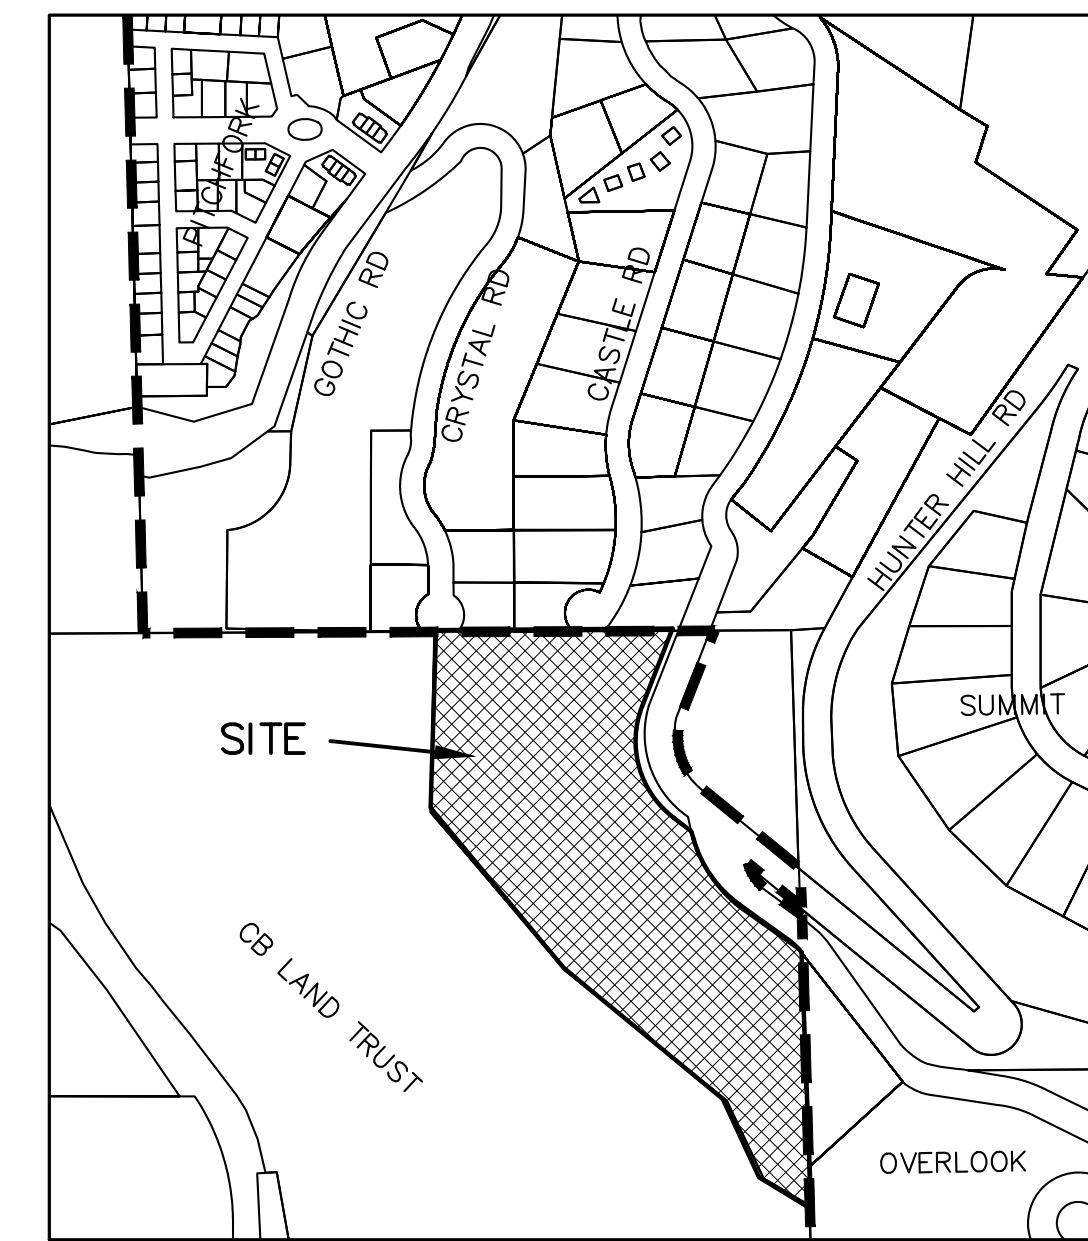 PITCHFORK
GOTHIC RD
CRYSTAL RD
CASTLE RD
HUNTER HILL RD
SUMMIT
SITE
CB LAND TRUST
OVERLOOK